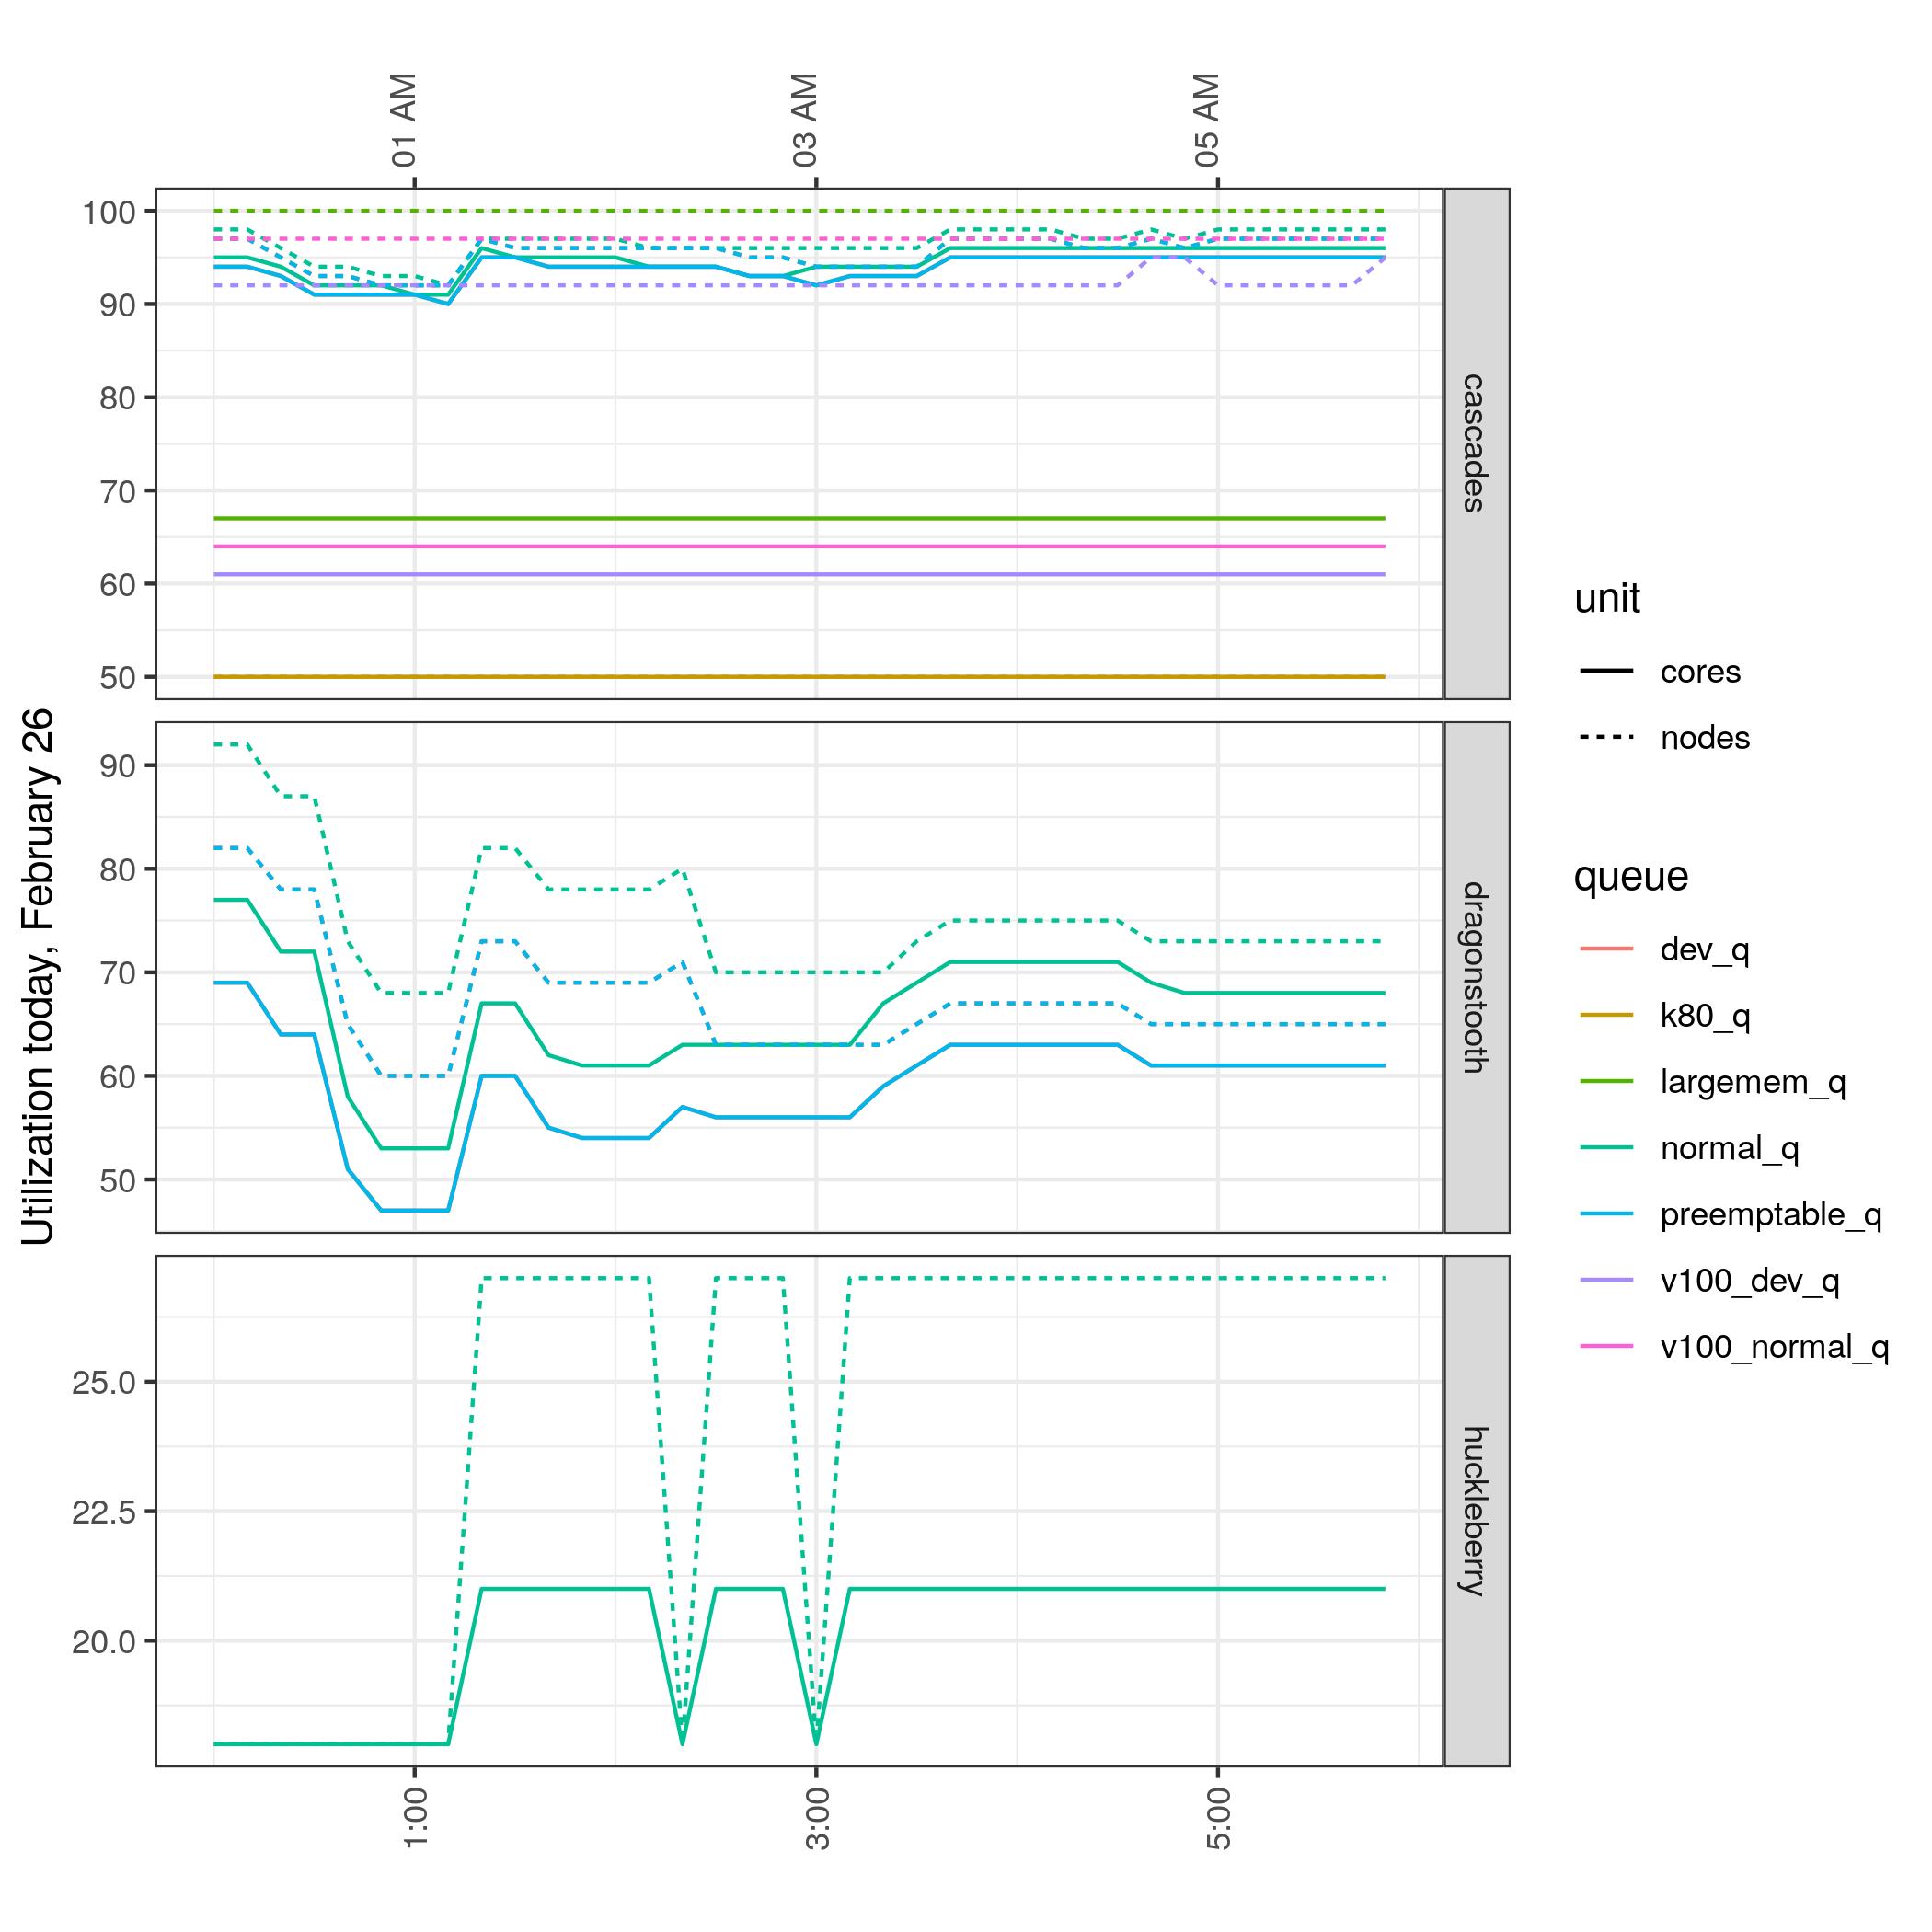 01 AM
03 AM
05 AM
Utilization today, February 26
100
90
80
70
60
50
cascades
90
80
70
60
50
dragonstooth
25.0
22.5
20.0
huckleberry
1:00
3:00
5:00
unit
cores
nodes
queue
dev_q
k80_q
largemem_q
normal_q
preemptable_q
v100_dev_q
v100_normal_q